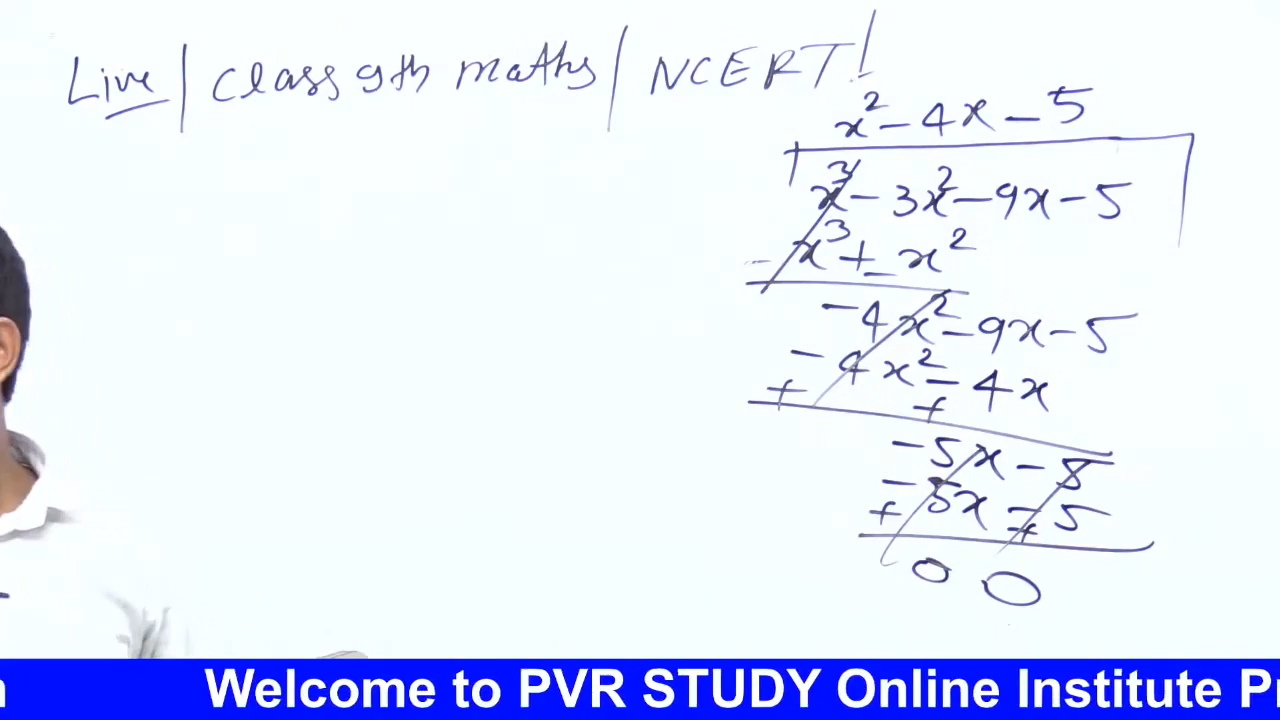 Live / Class 9th maths / NCERT !
x² - 4x - 5
x³ - 3x² - 9x - 5
- x³ + x²
-
- 4x² - 9x - 5
- 4x² - 4x
+ +
- 5x - 5
- 5x - 5
+ +
0 0
Welcome to PVR STUDY Online Institute Pr